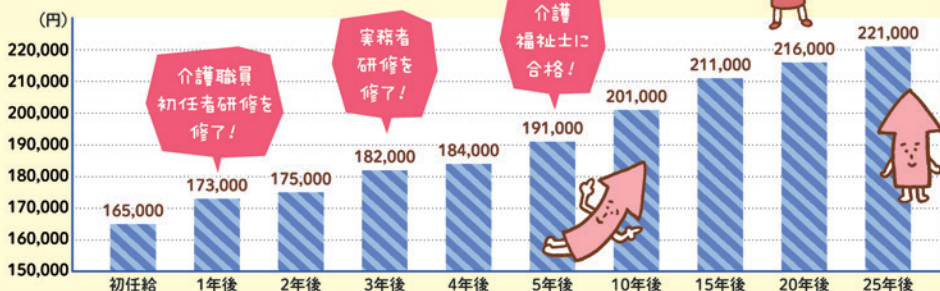 (円)
220,000
210,000
200,000
190,000
180,000
170,000
160,000
150,000
介護職員
初任者研修を
修了!
実務者
研修を
修了!
介護
福祉士に
合格!
165,000
173,000
175,000
182,000
184,000
191,000
201,000
211,000
216,000
221,000
初任給
1年後
2年後
3年後
4年後
5年後
10年後
15年後
20年後
25年後